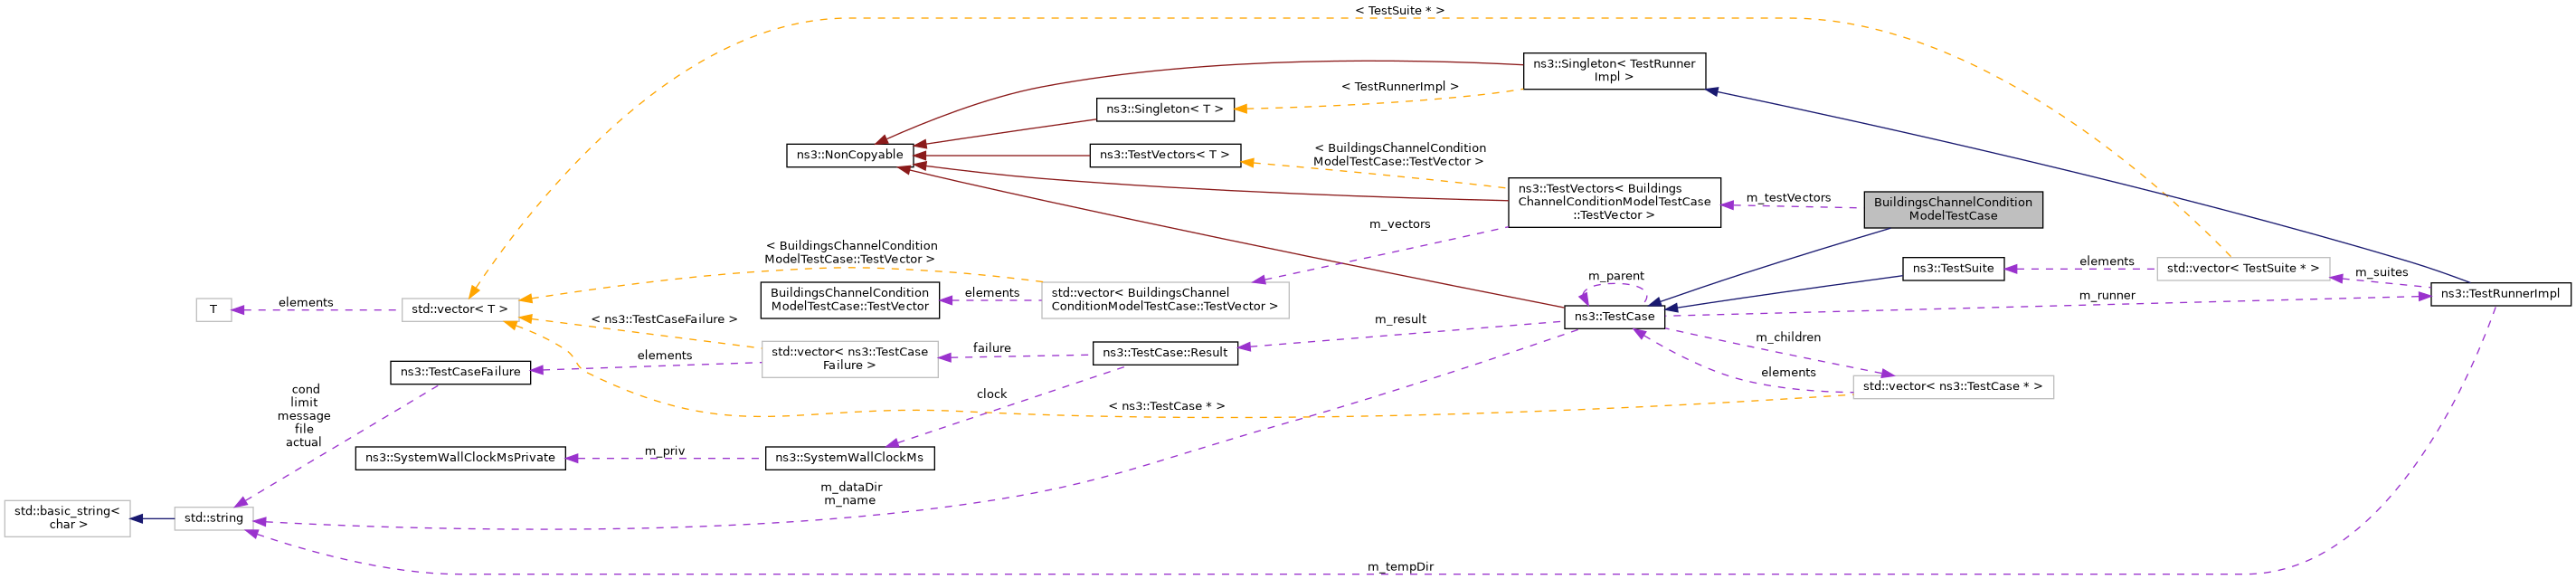 < TestSuite * >
ns3::Singleton< TestRunner
Impl >
< TestRunnerImpl >
ns3::Singleton< T >
ns3::NonCopyable
ns3::TestVectors< T >
< BuildingsChannelCondition
ModelTestCase::TestVector >
ns3::TestVectors< Buildings
ChannelConditionModelTestCase
::TestVector >
m_testVectors
BuildingsChannelCondition
ModelTestCase
m_vectors
< BuildingsChannelCondition
ModelTestCase::TestVector >
ns3::TestSuite
elements
std::vector< TestSuite * >
m_suites
ns3::TestRunnerImpl
m_parent
m_runner
T
elements
std::vector< T >
BuildingsChannelCondition
ModelTestCase::TestVector
elements
std::vector< BuildingsChannel
ConditionModelTestCase::TestVector >
ns3::TestCase
m_result
< ns3::TestCaseFailure >
m_children
std::vector< ns3::TestCase
Failure >
failure
ns3::TestCase::Result
elements
ns3::TestCaseFailure
elements
std::vector< ns3::TestCase * >
clock
< ns3::TestCase * >
cond
limit
message
file
actual
ns3::SystemWallClockMsPrivate
m_priv
ns3::SystemWallClockMs
m_dataDir
m_name
std::basic_string<
char >
std::string
m_tempDir